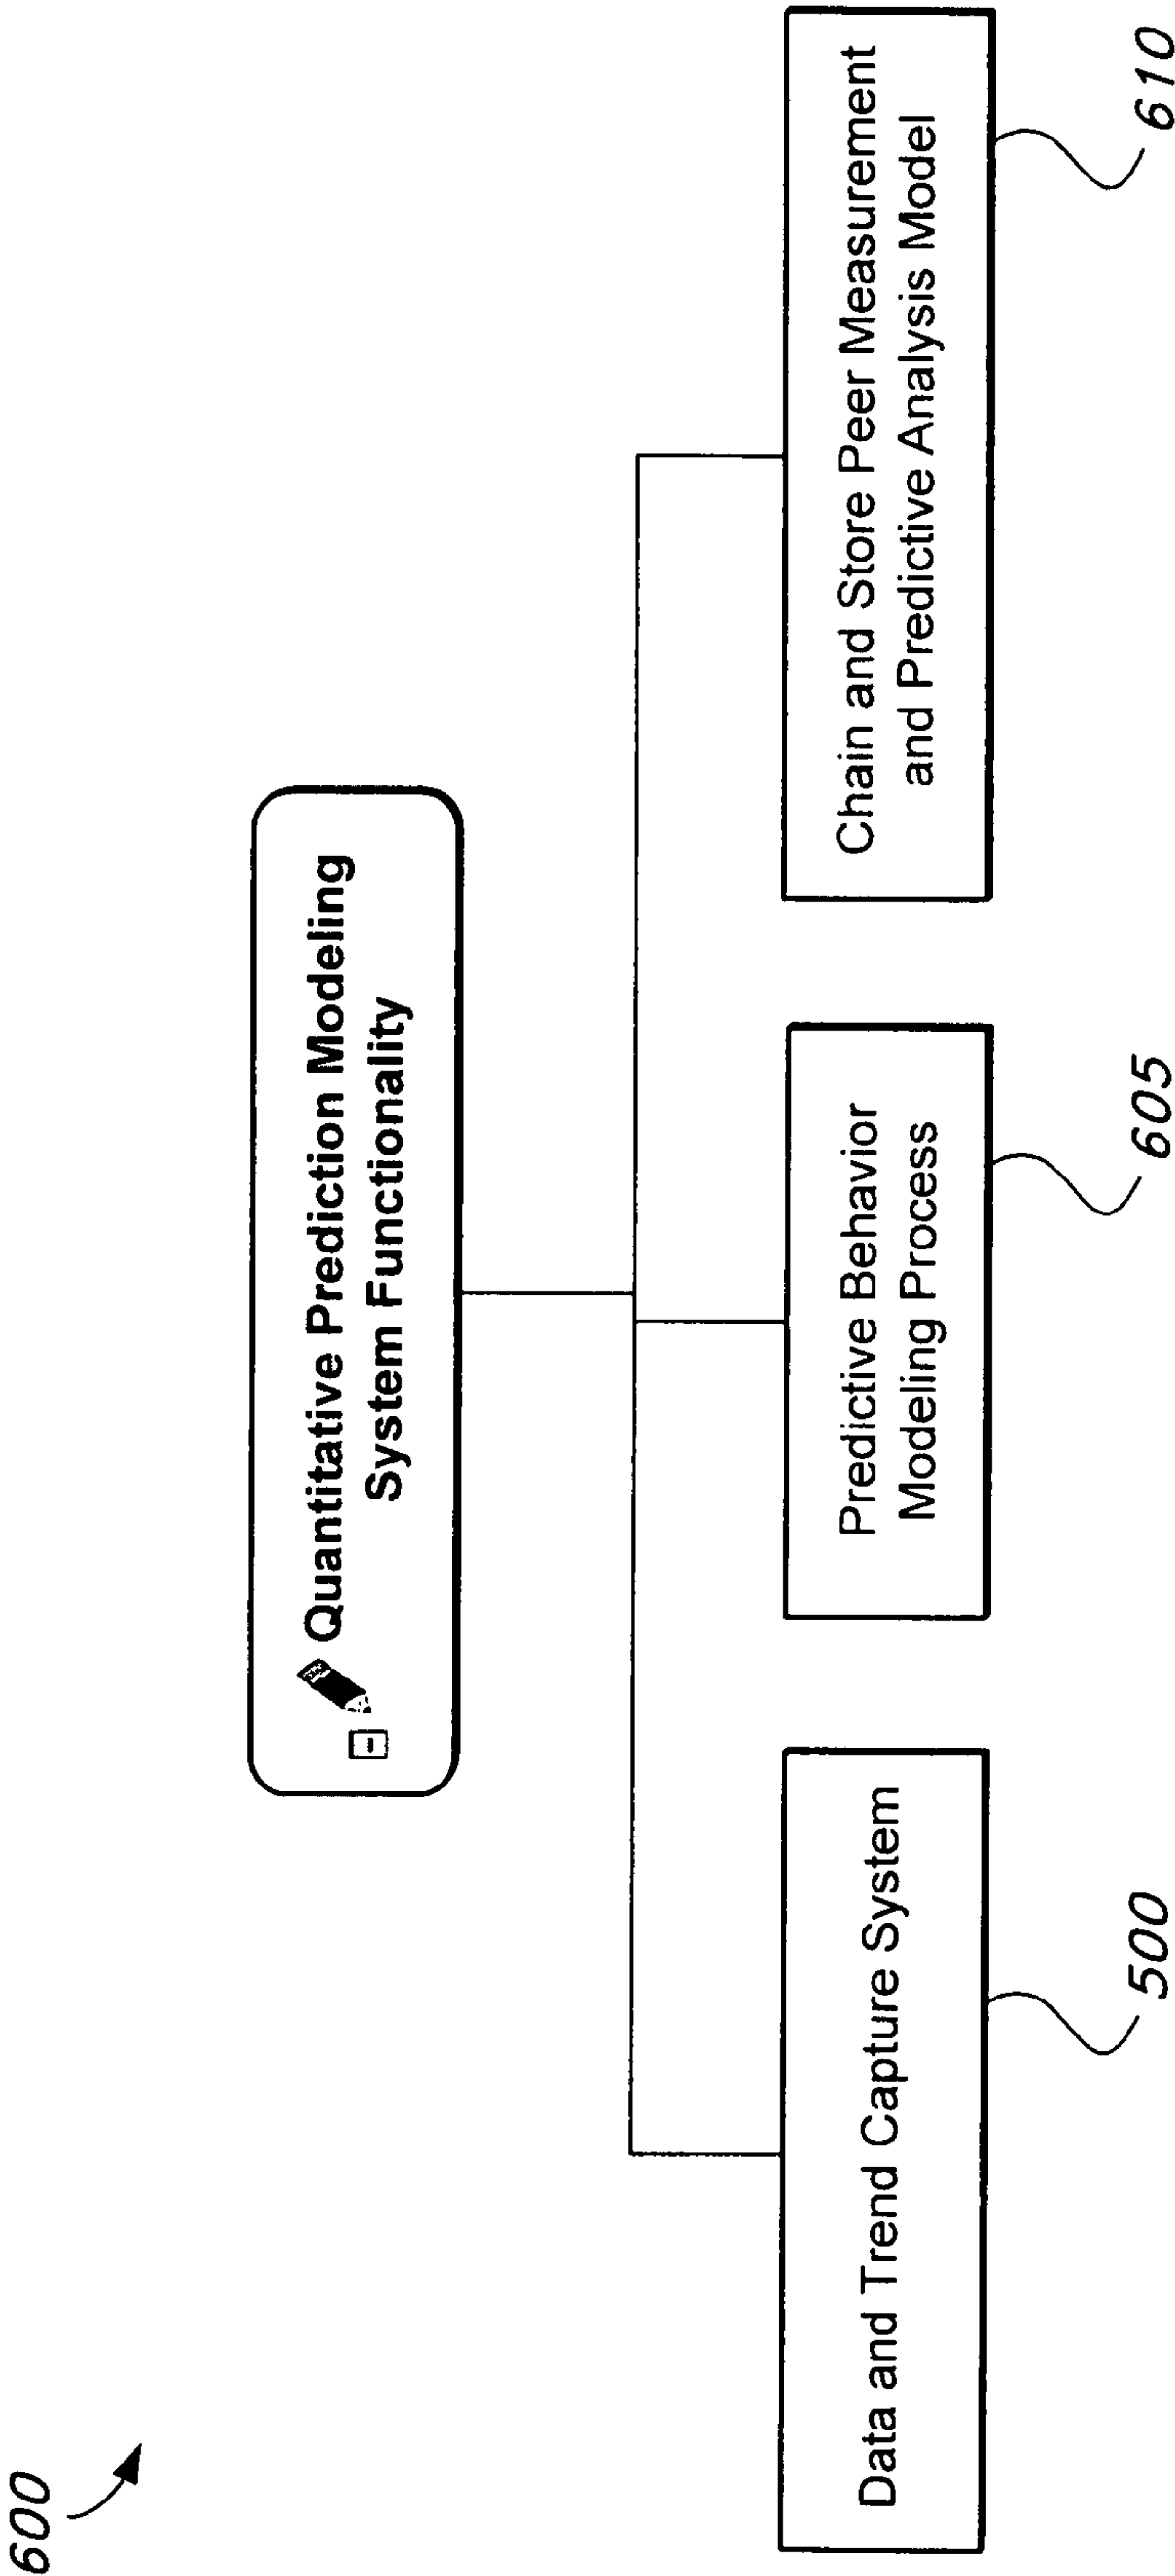 600
Quantitative Prediction Modeling
System Functionality
Data and Trend Capture System
500
Predictive Behavior
Modeling Process
605
Chain and Store Peer Measurement
and Predictive Analysis Model
610